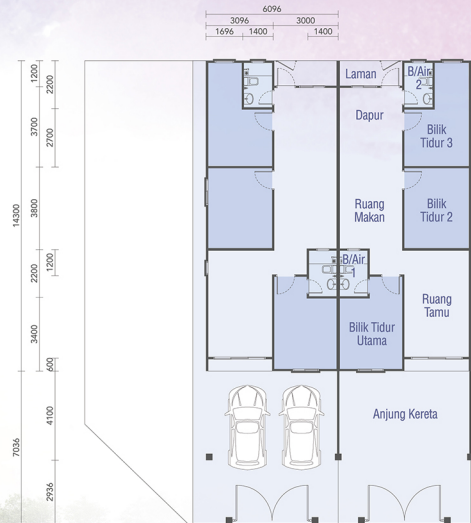 6096
3096 3000
1696 1400 1400
1200
2200
3700
2700
14300
3800
2200
1200
3400
600
7036
4100
2936
Laman
B/Air
2
Dapur
Bilik
Tidur 3
Ruang
Makan
Bilik
Tidur 2
B/Air
1
Ruang
Tamu
Bilik Tidur
Utama
Anjung Kereta